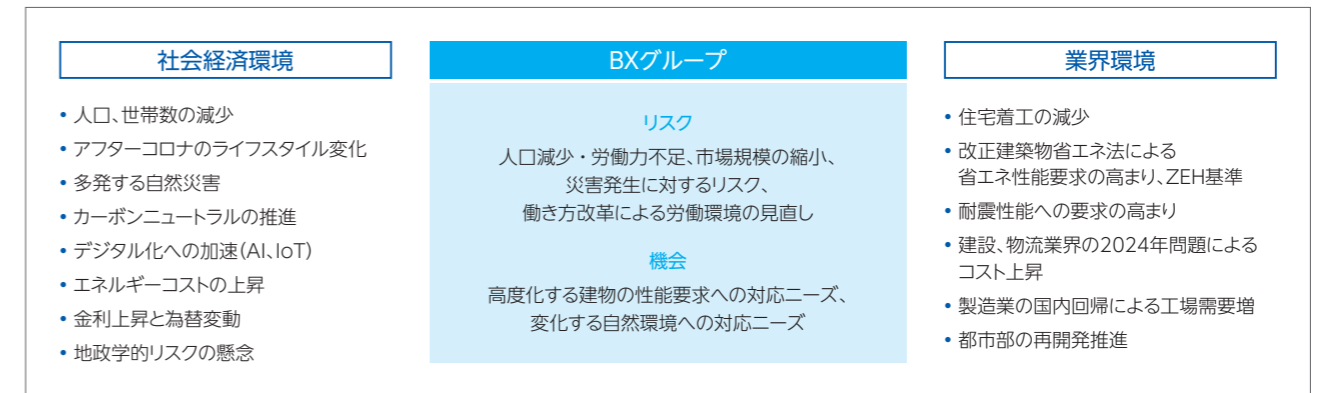 社会経済環境
• 人口、世帯数の減少
• アフターコロナのライフスタイル変化
• 多発する自然災害
• カーボンニュートラルの推進
• デジタル化への加速(AI、IoT)
• エネルギーコストの上昇
• 金利上昇と為替変動
• 地政学的リスクの懸念
BXグループ
リスク
人口減少・労働力不足、市場規模の縮小、
災害発生に対するリスク、
働き方改革による労働環境の見直し
機会
高度化する建物の性能要求への対応ニーズ、
変化する自然環境への対応ニーズ
業界環境
• 住宅着工の減少
• 改正建築物省エネ法による
省エネ性能要求の高まり、ZEH基準
• 耐震性能への要求の高まり
• 建設、物流業界の2024年問題による
コスト上昇
• 製造業の国内回帰による工場需要増
• 都市部の再開発推進